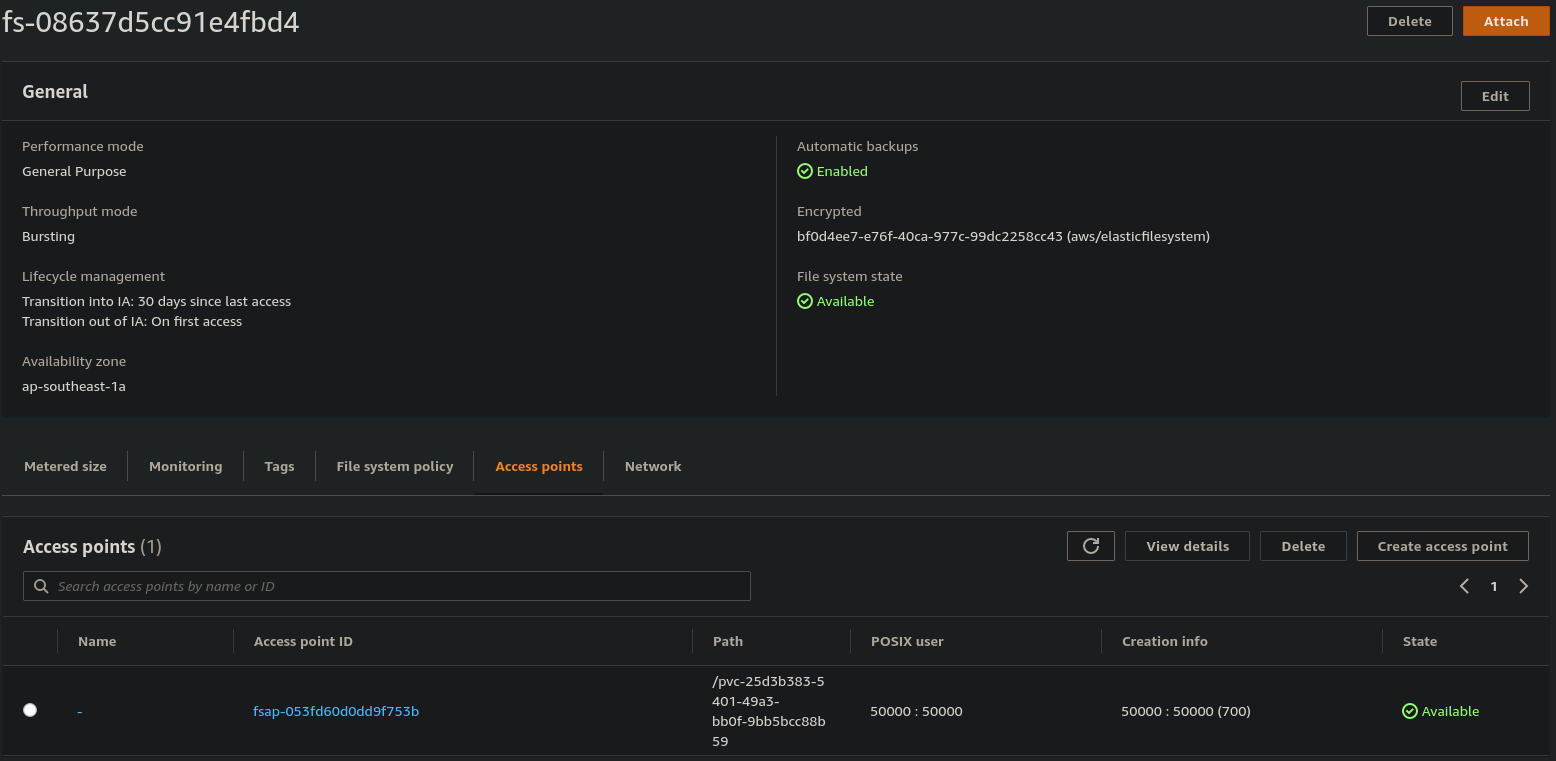 fs-08637d5cc91e4fbd4
Delete
Attach
General
Edit
Performance mode
General Purpose
Throughput mode
Bursting
Lifecycle management
Transition into IA: 30 days since last access
Transition out of IA: On first access
Availability zone
ap-southeast-1a
Automatic backups
Enabled
Encrypted
bf0d4ee7-e76f-40ca-977c-99dc2258cc43 (aws/elasticfilesystem)
File system state
Available
Metered size
Monitoring
Tags
File system policy
Access points
Network
Access points (1)
View details
Delete
Create access point
Search access points by name or ID
1
Name
Access point ID
Path
POSIX user
Creation info
State
-
fsap-053fd60d0dd9f753b
/pvc-25d3b383-5
401-49a3-
bb0f-9bb5bcc88b
59
50000 : 50000
50000 : 50000 (700)
Available